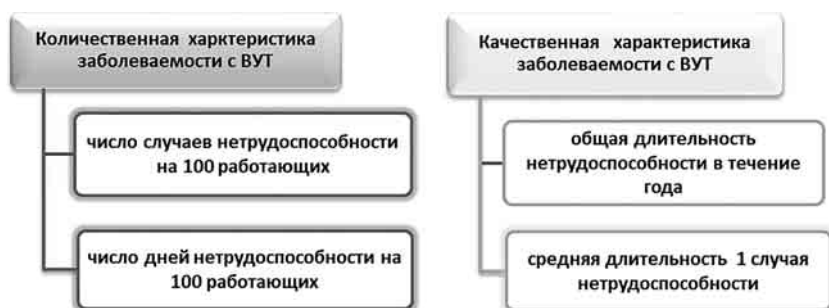 Количественная харктеристика
заболеваемости с ВУТ
число случаев нетрудоспособности
на 100 работающих
число дней нетрудоспособности на
100 работающих
Качественная характеристика
заболеваемости с ВУТ
общая длительность
нетрудоспособности в течение
года
средняя длительность 1 случая
нетрудоспособности